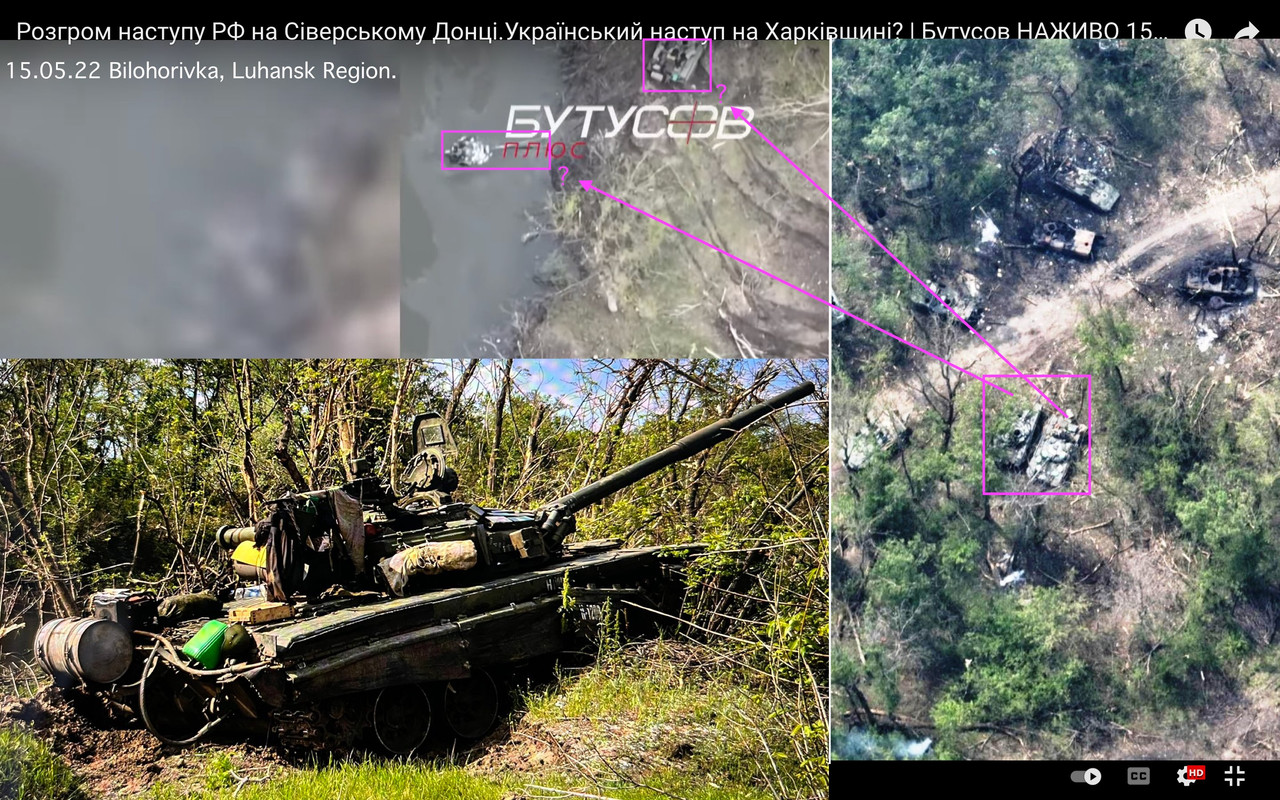 Розгром наступу РФ на Сіверському Донці.Український наступ на Харківщині? | Бутусов НАЖИВО 15...
15.05.22 Bilohorivka, Luhansk Region.
БУТУСОВ
ПЛЮС
?
?
CC
HD